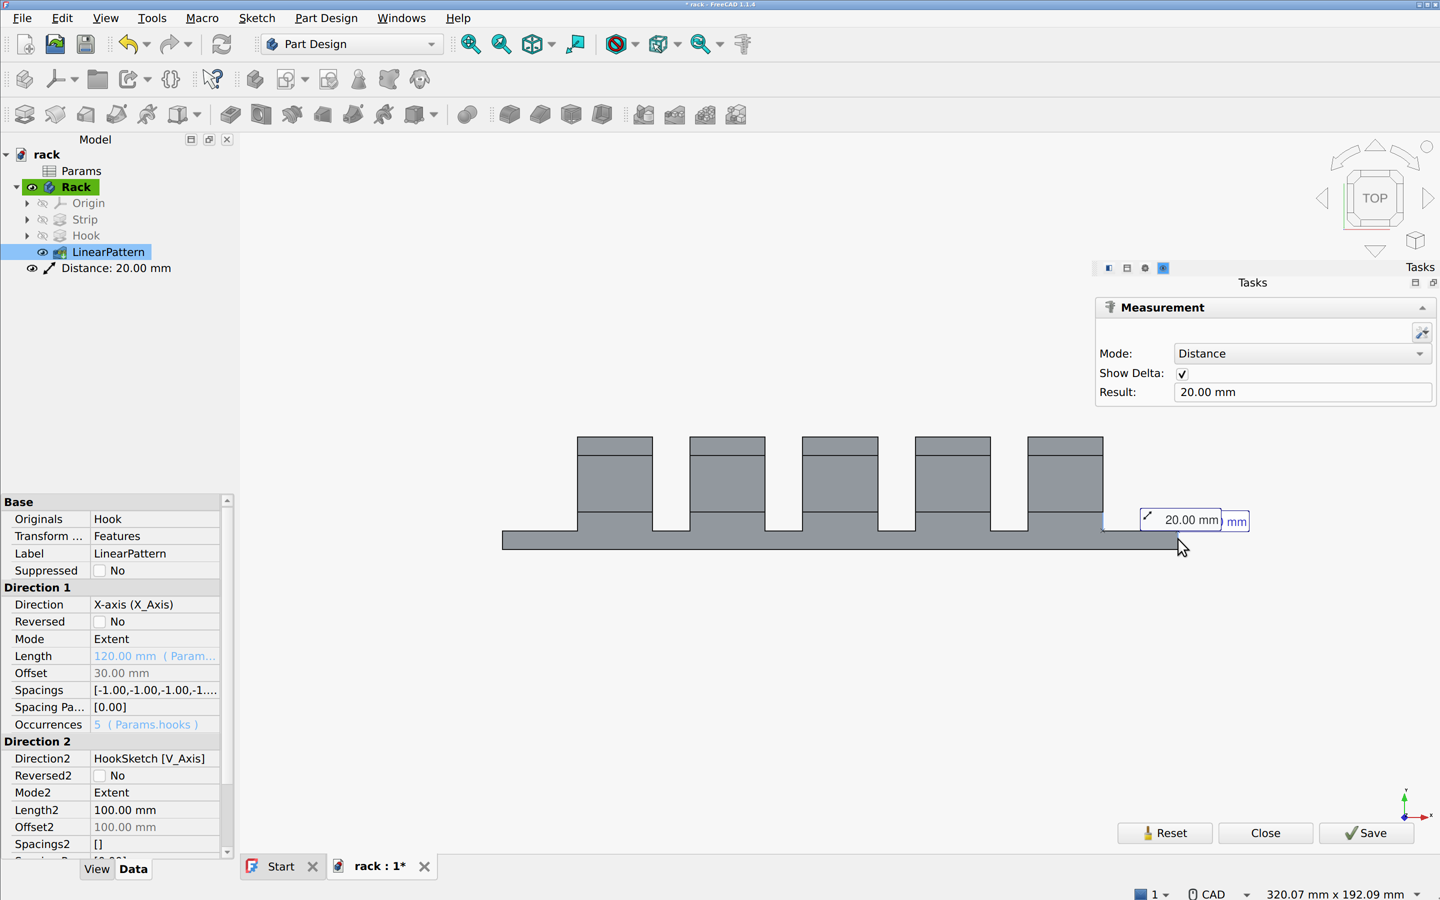 * rack - FreeCAD 1.1.4
File Edit View Tools Macro Sketch Part Design Windows Help
Part Design
Model
rack
Params
Rack
Origin
Strip
Hook
LinearPattern
Distance: 20.00 mm
TOP
Tasks
Tasks
Measurement
Mode: Distance
Show Delta:
Result: 20.00 mm
20.00 mm
mm
Base
Originals Hook
Transform ... Features
Label LinearPattern
Suppressed No
Direction 1
Direction X-axis (X_Axis)
Reversed No
Mode Extent
Length 120.00 mm ( Param...
Offset 30.00 mm
Spacings [-1.00,-1.00,-1.00,-1....
Spacing Pa... [0.00]
Occurrences 5 ( Params.hooks )
Direction 2
Direction2 HookSketch [V_Axis]
Reversed2 No
Mode2 Extent
Length2 100.00 mm
Offset2 100.00 mm
Spacings2 []
View Data
Y
X
Reset Close Save
Start rack : 1*
1 CAD 320.07 mm x 192.09 mm